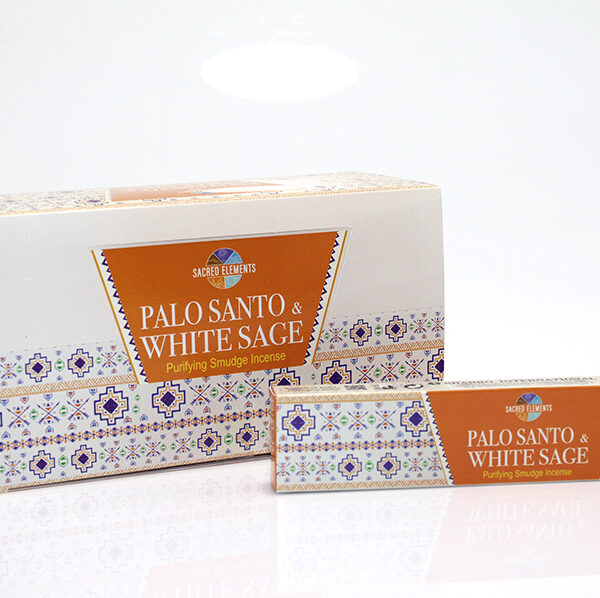 SACRED ELEMENTS
PALO SANTO &
WHITE SAGE
Purifying Smudge Incense
SACRED ELEMENTS
PALO SANTO &
WHITE SAGE
Purifying Smudge Incense